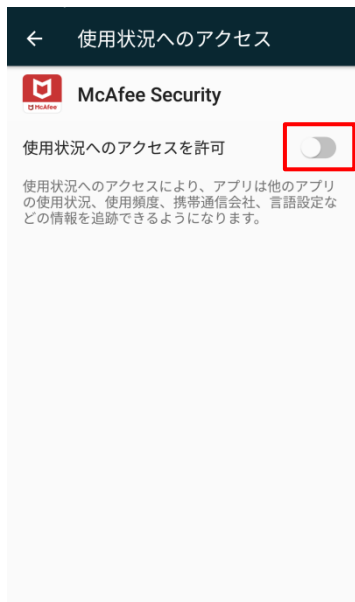 使用状況へのアクセス
McAfee
McAfee Security
使用状況へのアクセスを許可
使用状況へのアクセスにより、アプリは他のアプリ
の使用状況、使用頻度、携帯通信会社、言語設定な
どの情報を追跡できるようになります。